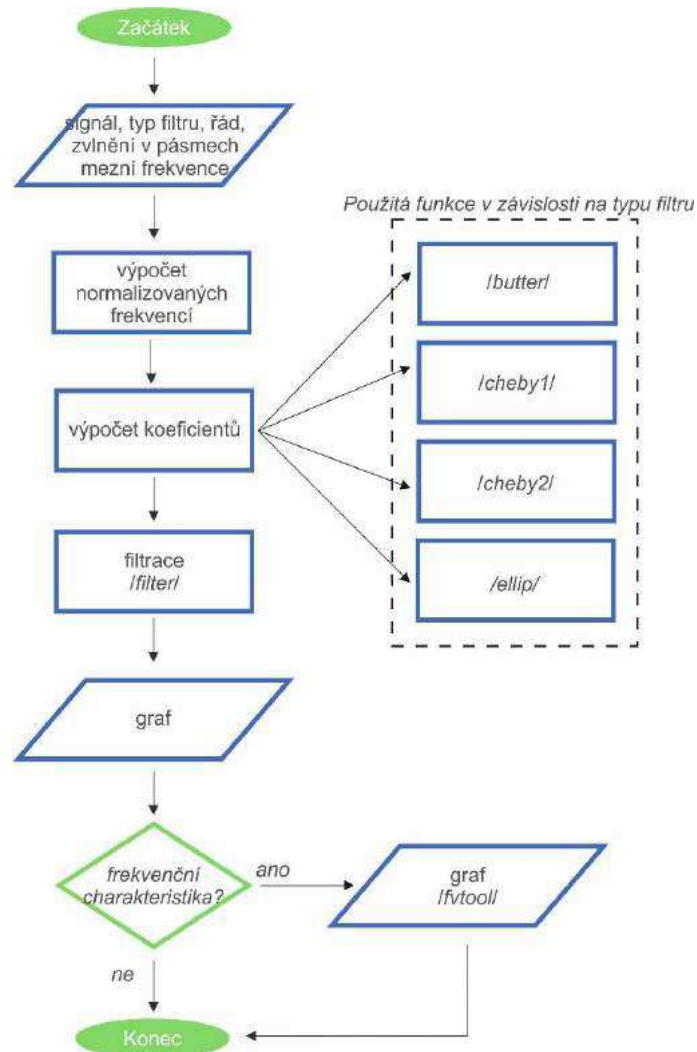 Začátek
signál, typ filtru, řád,
zvlnění v pásmech
mezní frekvence
Použitá funkce v závislosti na typu filtru
výpočet
normalizovaných
frekvencí
/butter/
/cheby1/
výpočet koeficientů
/cheby2/
filtrace
/filter/
/ellip/
graf
frekvenční
charakteristika?
ano
graf
/fvtool/
ne
Konec